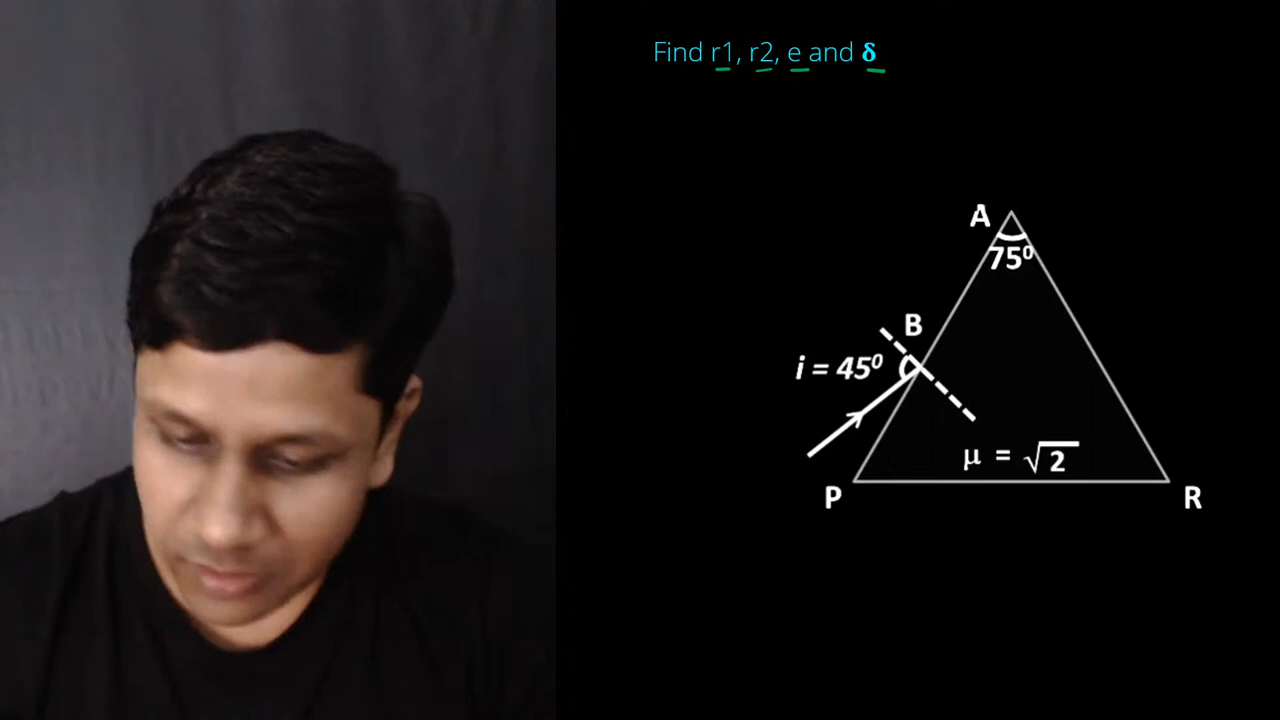 Find r1, r2, e and δ
A
75⁰
B
i = 45⁰
μ = √2
P
R